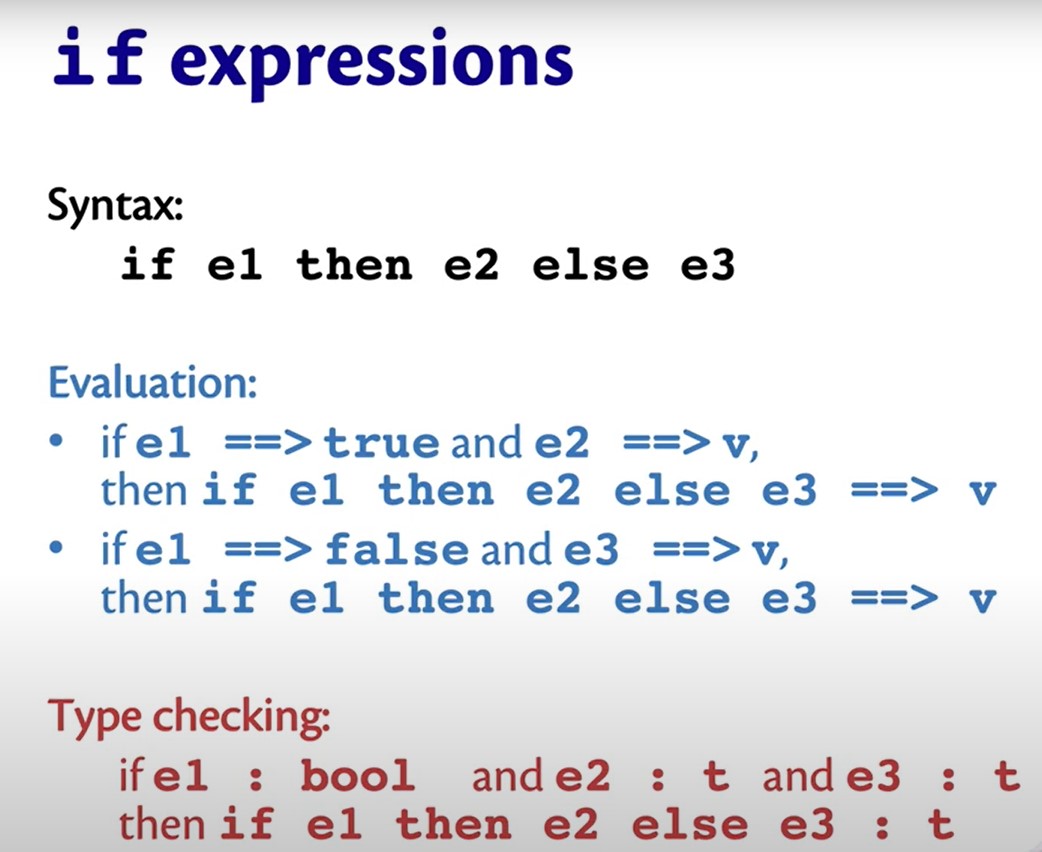 if expressions
Syntax:
if e1 then e2 else e3
Evaluation:
• if e1 ==> true and e2 ==> v,
then if e1 then e2 else e3 ==> v
• if e1 ==> false and e3 ==> v,
then if e1 then e2 else e3 ==> v
Type checking:
if e1 : bool and e2 : t and e3 : t
then if e1 then e2 else e3 : t